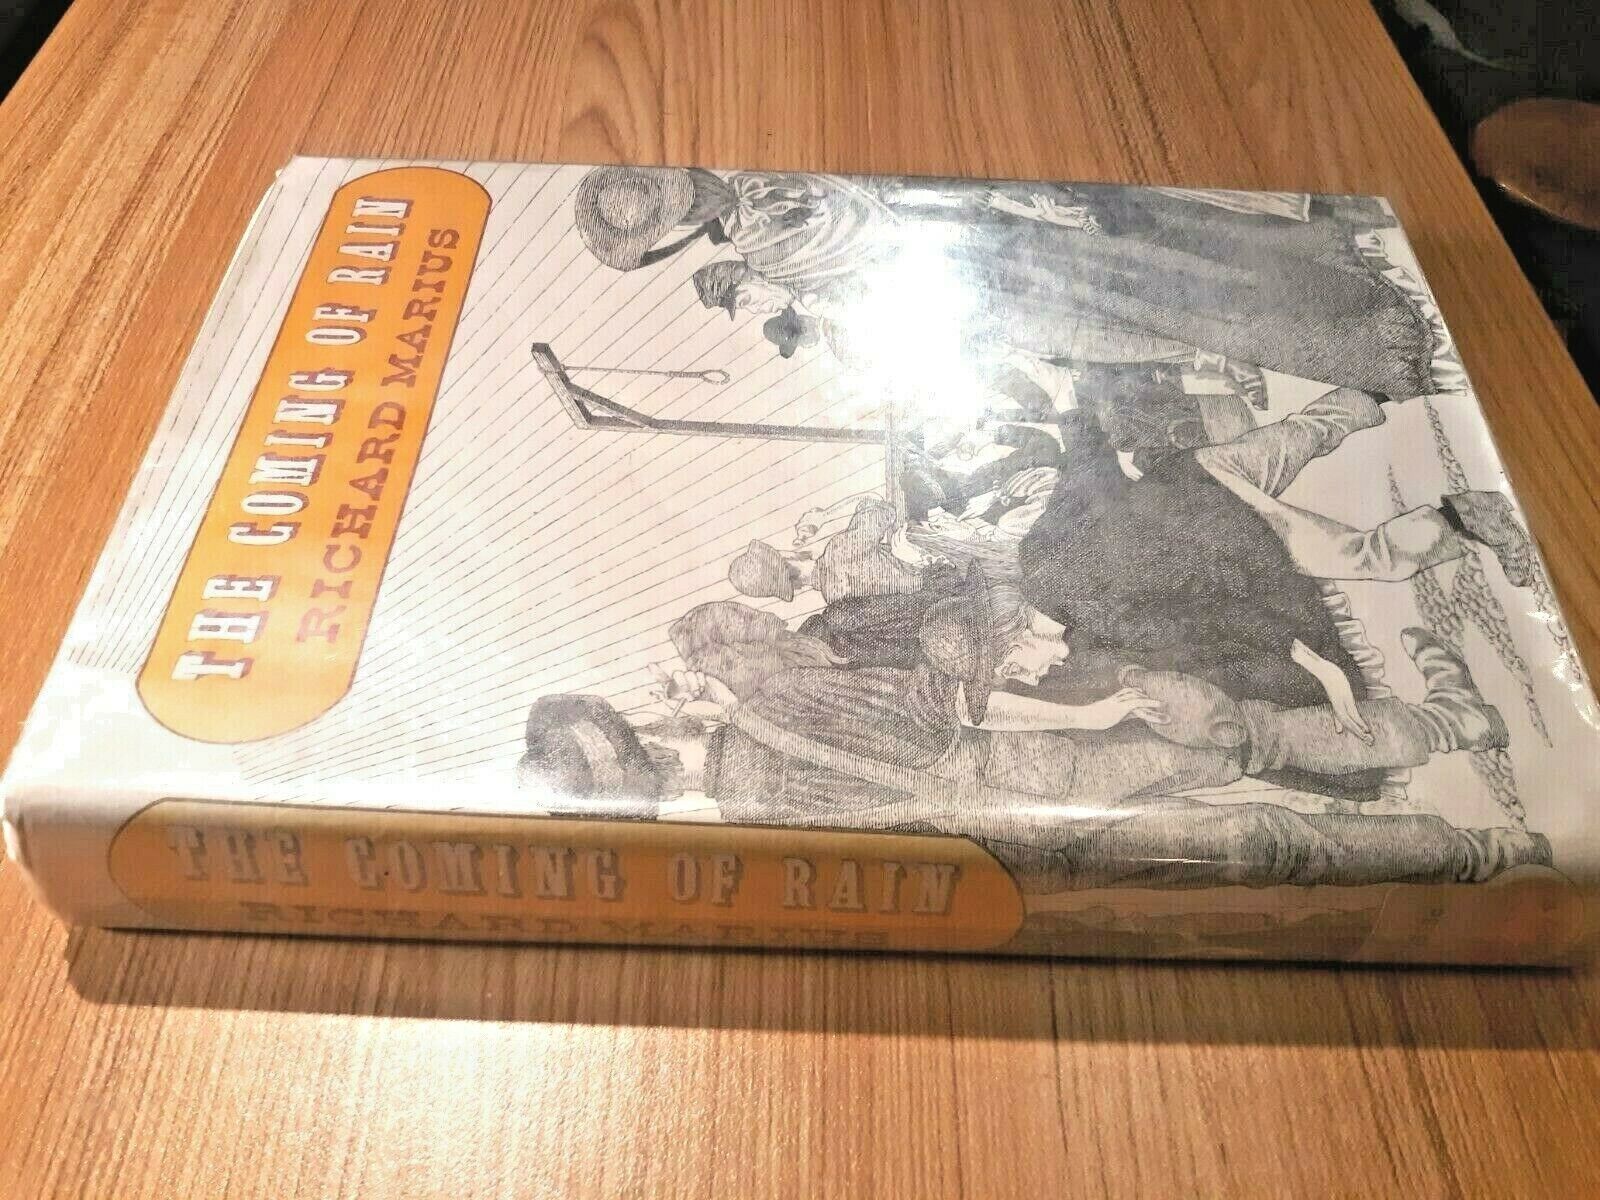 THE COMING OF RAIN
RICHARD MARIUS
THE COMING OF RAIN
RICHARD MARIUS